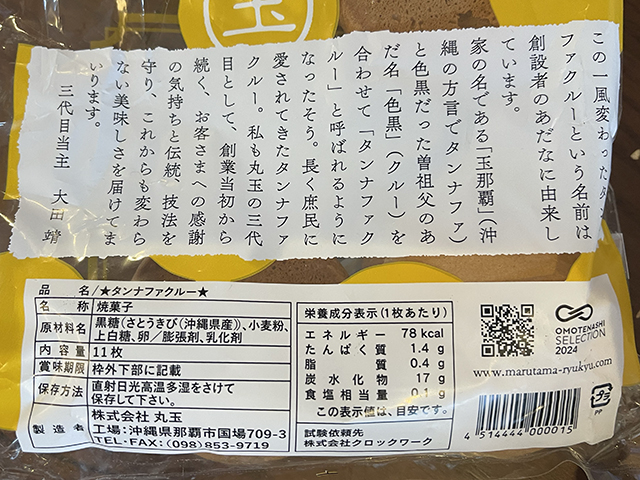 玉
この一風変わったタン
ファクルーという名前は
創設者のあだなに由来し
ています。
家の名である「玉那覇」(沖
縄の方言でタンナファ)
と色黒だった曽祖父のあ
だ名「色黒」(クルー)を
合わせて「タンナファク
ルー」と呼ばれるように
なったそう。長く庶民に
愛されてきたタンナファ
クルー。私も丸玉の三代
目として、創業当初から
続く、お客さまへの感謝
の気持ちと伝統、技法を
守り、これからも変わら
ない美味しさを届けてま
いります。
三代目当主 大田 靖
品名/★タンナファクルー★
名称 焼菓子
原材料名 黒糖(さとうきび(沖縄県産))、小麦粉、
上白糖、卵/膨張剤、乳化剤
内容量 11枚
賞味期限 枠外下部に記載
保存方法 直射日光高温多湿をさけて
保存して下さい。
製造者 株式会社 丸玉
工場:沖縄県那覇市国場709-3
TEL・FAX:(098)853-9719
栄養成分表示(1枚あたり)
エネルギー 78kcal
たんぱく質 1.4g
脂質 0.4g
炭水化物 17g
食塩相当量 0.1g
この表示値は、目安です。
試験依頼先
株式会社クロックワーク
OMOTENASHI
SELECTION
2024
www.marutama-ryukyu.com
プラ
PP
4514444000015